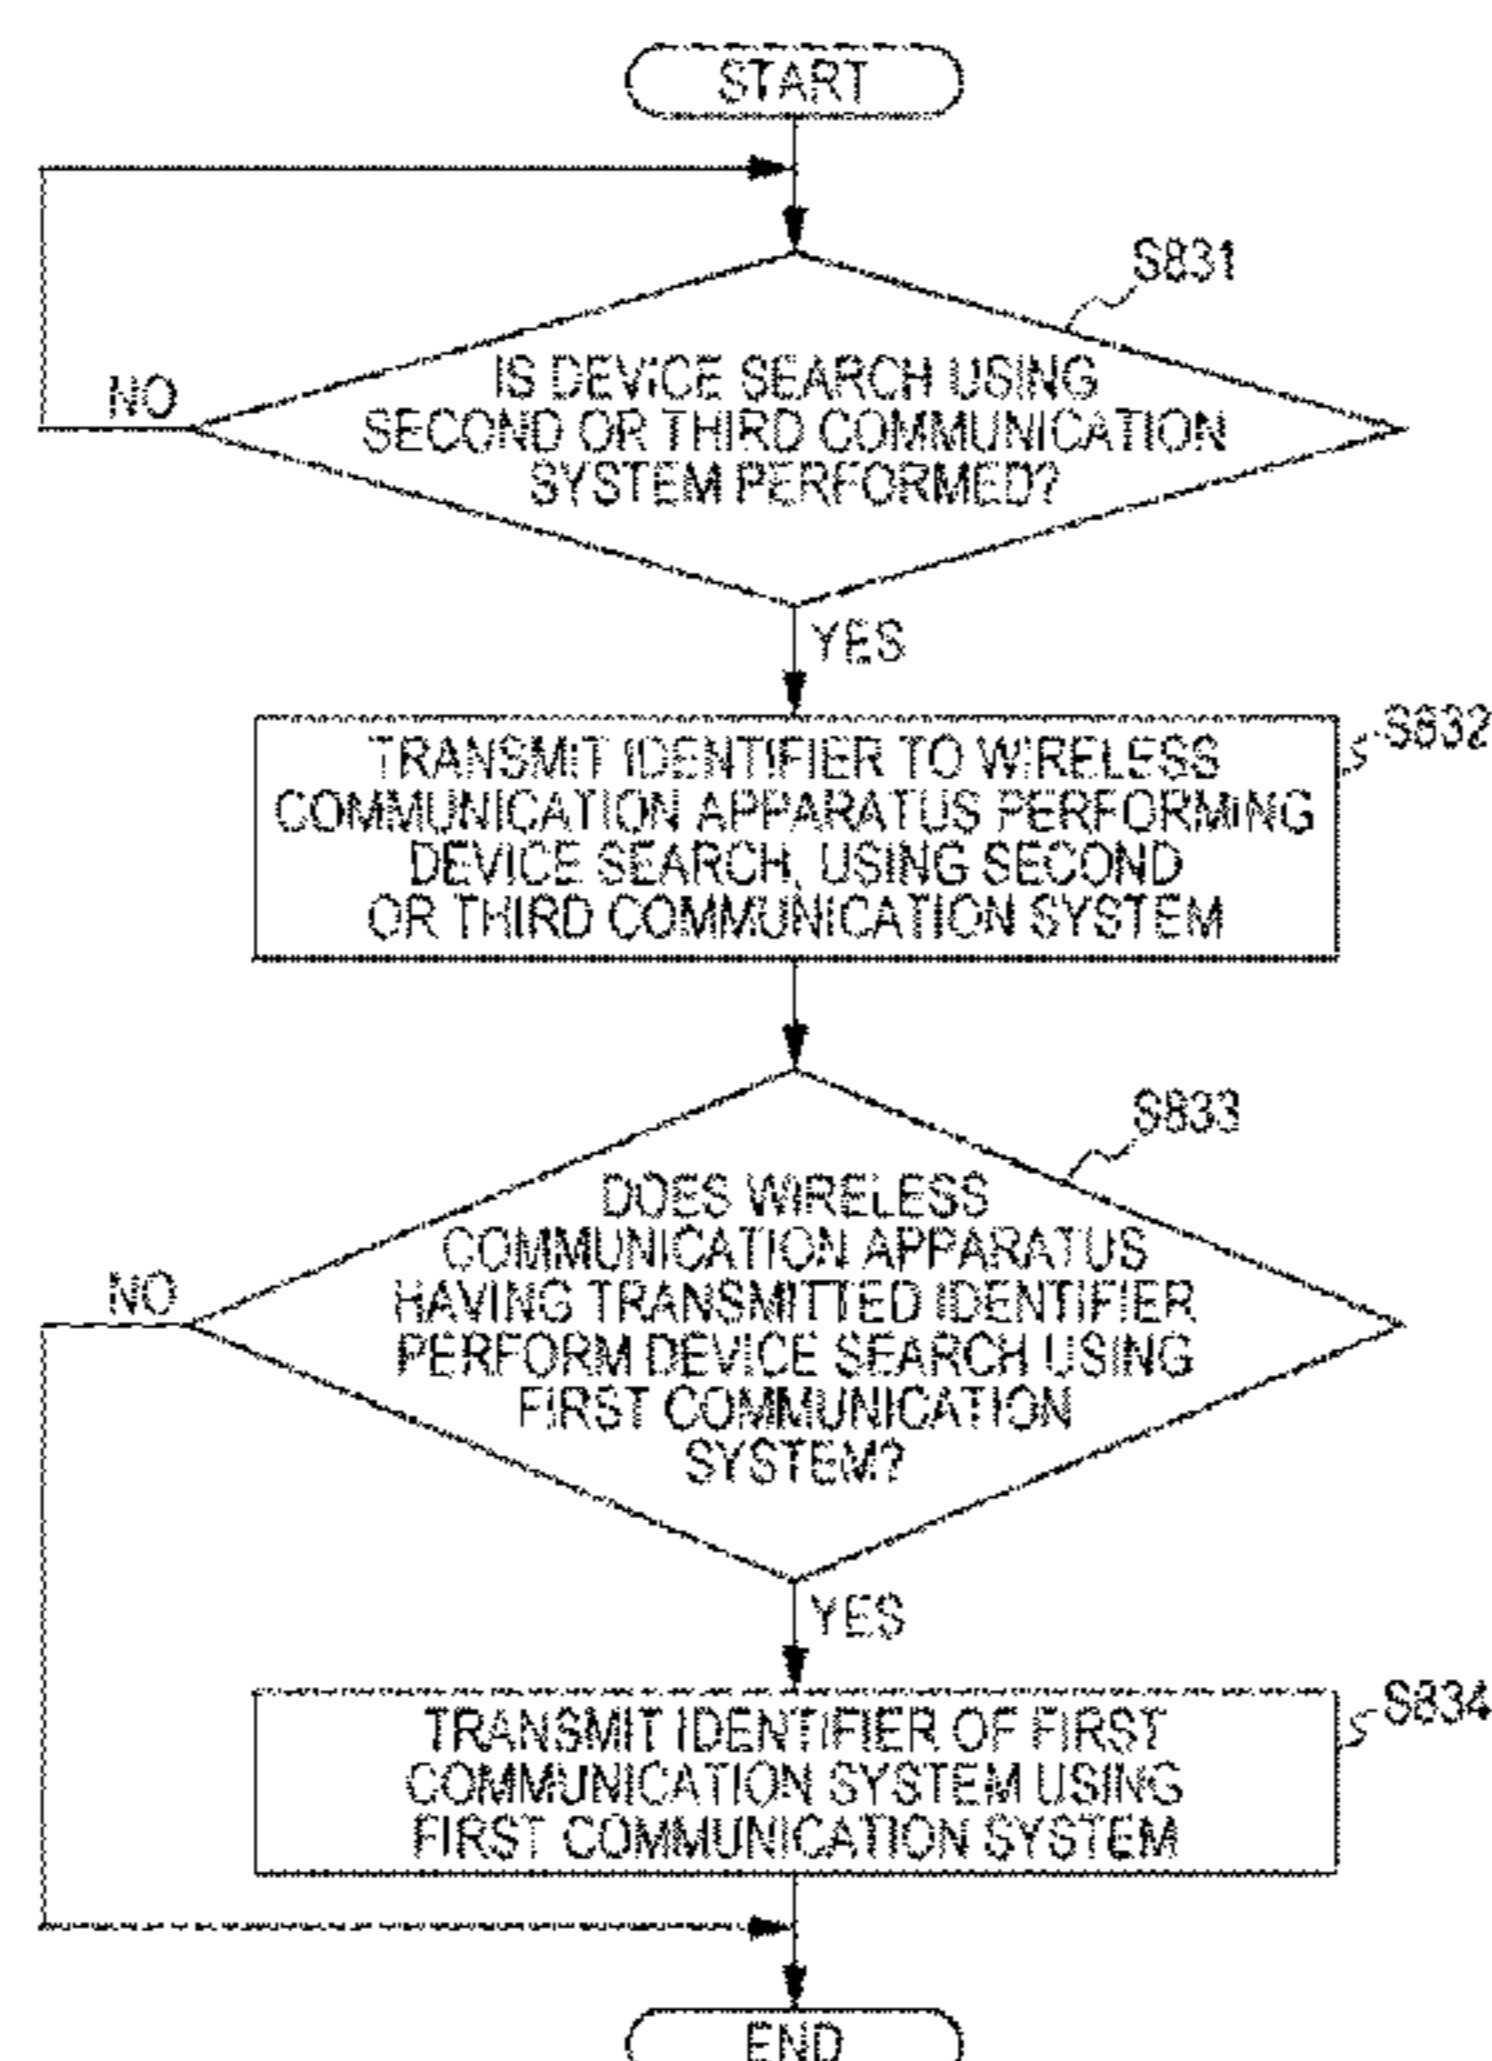 START
S831
IS DEVICE SEARCH USING
SECOND OR THIRD COMMUNICATION
SYSTEM PERFORMED?
NO
YES
S832
TRANSMIT IDENTIFIER TO WIRELESS
COMMUNICATION APPARATUS PERFORMING
DEVICE SEARCH, USING SECOND
OR THIRD COMMUNICATION SYSTEM
S833
DOES WIRELESS
COMMUNICATION APPARATUS
HAVING TRANSMITTED IDENTIFIER
PERFORM DEVICE SEARCH USING
FIRST COMMUNICATION
SYSTEM?
NO
YES
S834
TRANSMIT IDENTIFIER OF FIRST
COMMUNICATION SYSTEM USING
FIRST COMMUNICATION SYSTEM
END